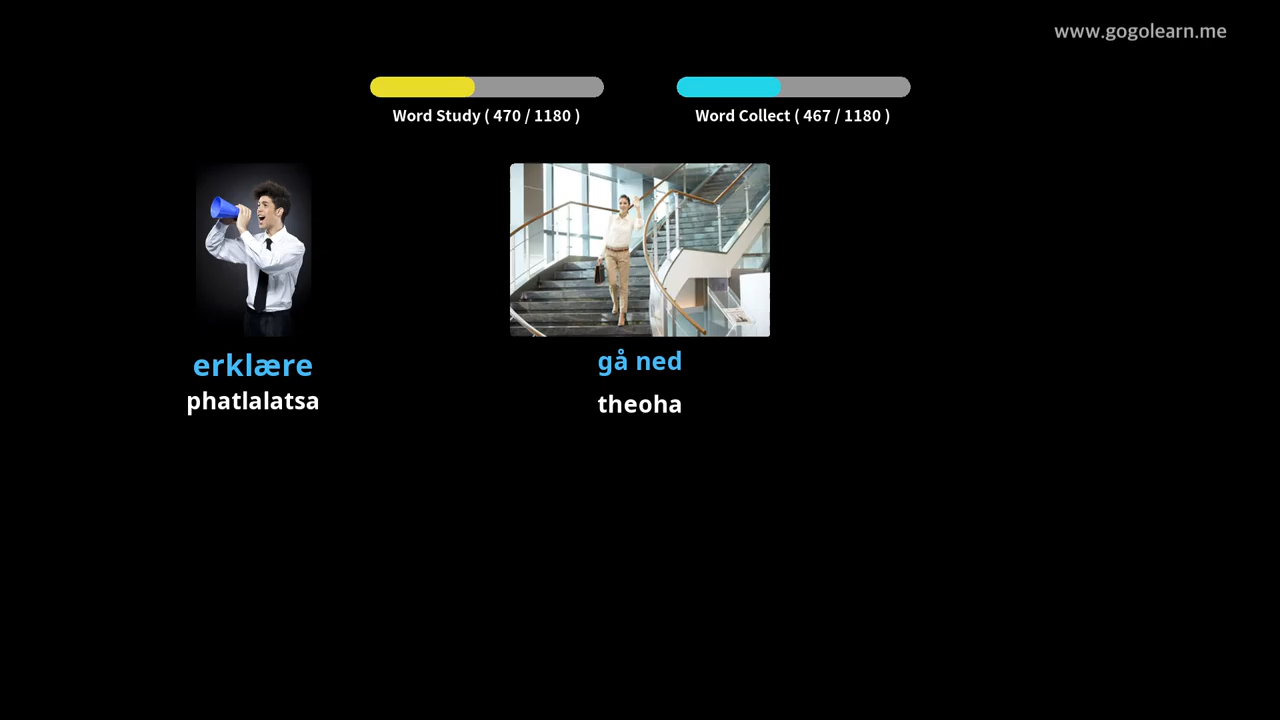 www.gogolearn.me
Word Study ( 470 / 1180 )
Word Collect ( 467 / 1180 )
erklære
phatlalatsa
gå ned
theoha